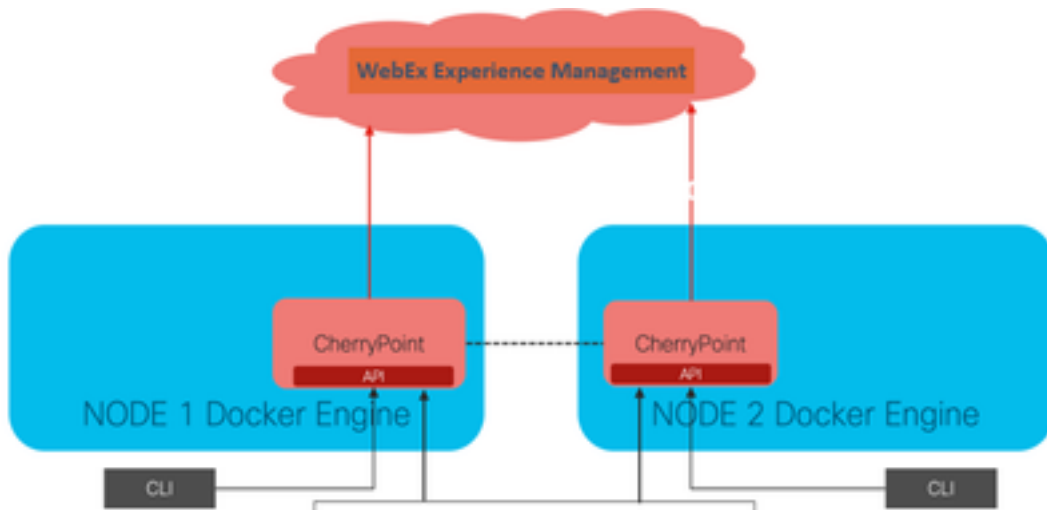 WebEx Experience Management
CherryPoint
API
NODE 1 Docker Engine
CherryPoint
API
NODE 2 Docker Engine
CLI
CLI